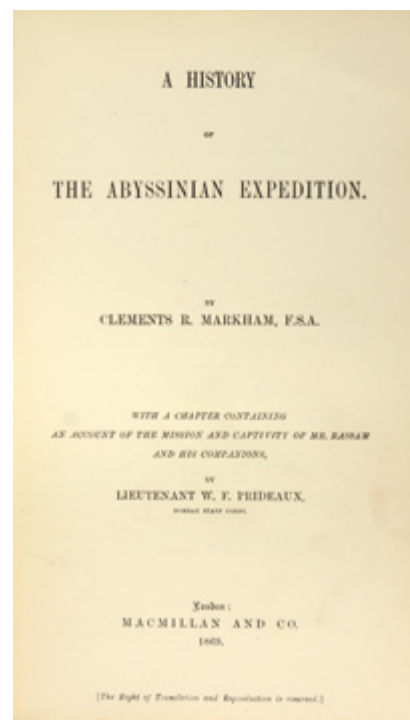 A HISTORY
OF
THE ABYSSINIAN EXPEDITION.
BY
CLEMENTS R. MARKHAM, F.S.A.
WITH A CHAPTER CONTAINING
AN ACCOUNT OF THE MISSION AND CAPTIVITY OF MR. RASSAM
AND HIS COMPANIONS,
BY
LIEUTENANT W. F. PRIDEAUX,
BOMBAY STAFF CORPS.
London:
MACMILLAN AND CO.
1869.
[The Right of Translation and Reproduction is reserved.]